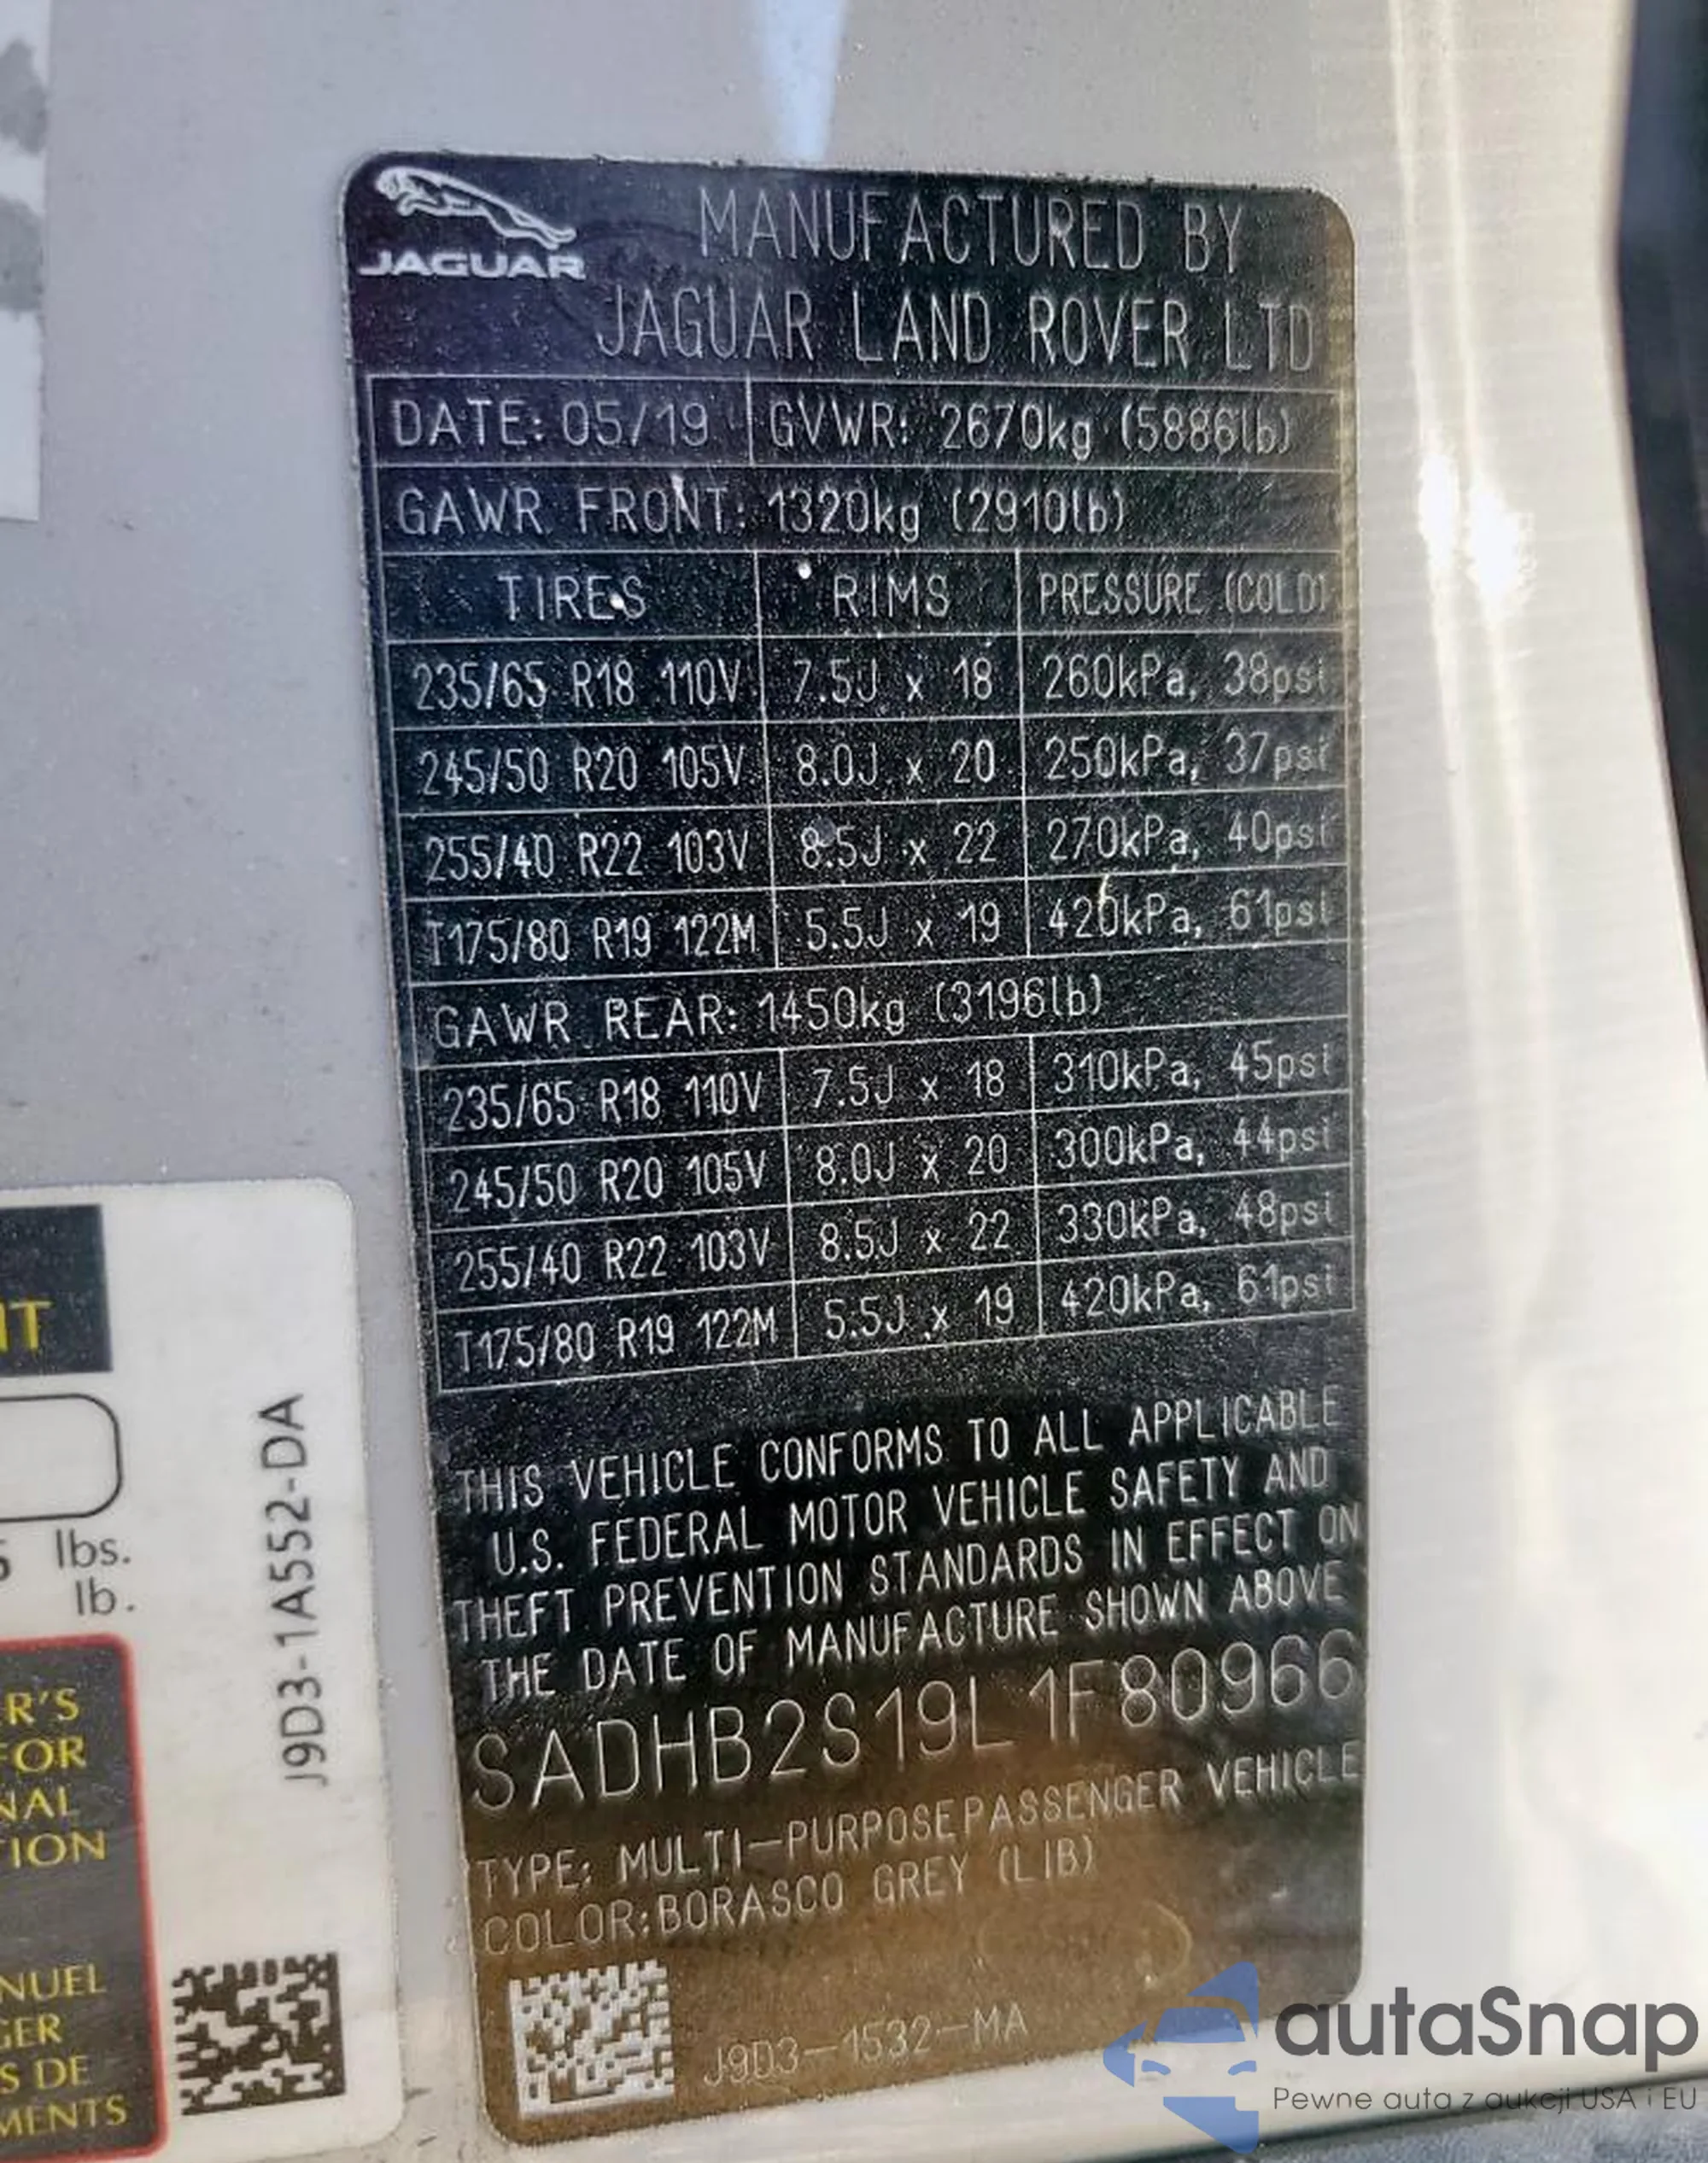 JAGUAR
MANUFACTURED BY
JAGUAR LAND ROVER LTD
DATE: 05/19 GVWR: 2670kg (5886lb)
GAWR FRONT: 1320kg (2910lb)
TIRES RIMS PRESSURE (COLD)
235/65 R18 110V 7.5J x 18 260kPa, 38psi
245/50 R20 105V 8.0J x 20 250kPa, 37psi
255/40 R22 103V 8.5J x 22 270kPa, 40psi
T175/80 R19 122M 5.5J x 19 420kPa, 61psi
GAWR REAR: 1450kg (3196lb)
235/65 R18 110V 7.5J x 18 310kPa, 45psi
245/50 R20 105V 8.0J x 20 300kPa, 44psi
255/40 R22 103V 8.5J x 22 330kPa, 48psi
T175/80 R19 122M 5.5J x 19 420kPa, 61psi
THIS VEHICLE CONFORMS TO ALL APPLICABLE
U.S. FEDERAL MOTOR VEHICLE SAFETY AND
THEFT PREVENTION STANDARDS IN EFFECT ON
THE DATE OF MANUFACTURE SHOWN ABOVE
SADHB2S19L1F80966
TYPE: MULTI-PURPOSE PASSENGER VEHICLE
COLOR: BORASCO GREY (LIB)
J9D3-1532-MA
lbs.
lb.
J9D3-1A552-DA
R'S
FOR
NAL
TION
NUEL
GER
S DE
MENTS
autaSnap
Pewne auta z aukcji USA i EU